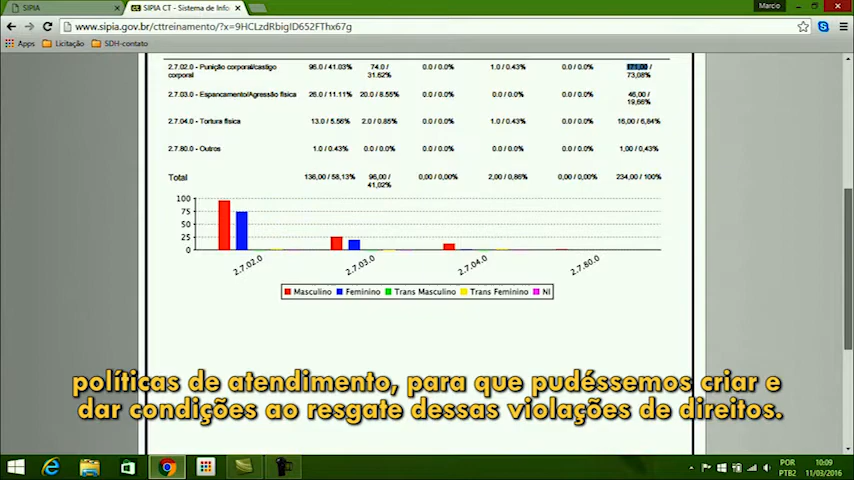 SIPIA
SIPIA CT - Sistema de Info
Marcio
www.sipia.gov.br/cttreinamento/?x=9HCLzdRbigID652FThx67g
Apps Licitação SDH-contato
2.7.02.0 - Punição corporal/castigo corporal 96.0 / 41.03% 74.0 / 31.62% 0.0 / 0.0% 1.0 / 0.43% 0.0 / 0.0% 171,00 / 73,08%
2.7.03.0 - Espancamento/Agressão física 26.0 / 11.11% 20.0 / 8.55% 0.0 / 0.0% 0.0 / 0.0% 0.0 / 0.0% 46,00 / 19,66%
2.7.04.0 - Tortura física 13.0 / 5.56% 2.0 / 0.85% 0.0 / 0.0% 1.0 / 0.43% 0.0 / 0.0% 16,00 / 6,84%
2.7.80.0 - Outros 1.0 / 0.43% 0.0 / 0.0% 0.0 / 0.0% 0.0 / 0.0% 0.0 / 0.0% 1,00 / 0,43%
Total 136,00 / 58,13% 96,00 / 41,02% 0,00 / 0,00% 2,00 / 0,86% 0,00 / 0,00% 234,00 / 100%
100
75
50
25
0
2.7.02.0 2.7.03.0 2.7.04.0 2.7.80.0
Masculino Feminino Trans Masculino Trans Feminino NI
políticas de atendimento, para que pudéssemos criar e
dar condições ao resgate dessas violações de direitos.
POR 10:09
PTB2 11/03/2016